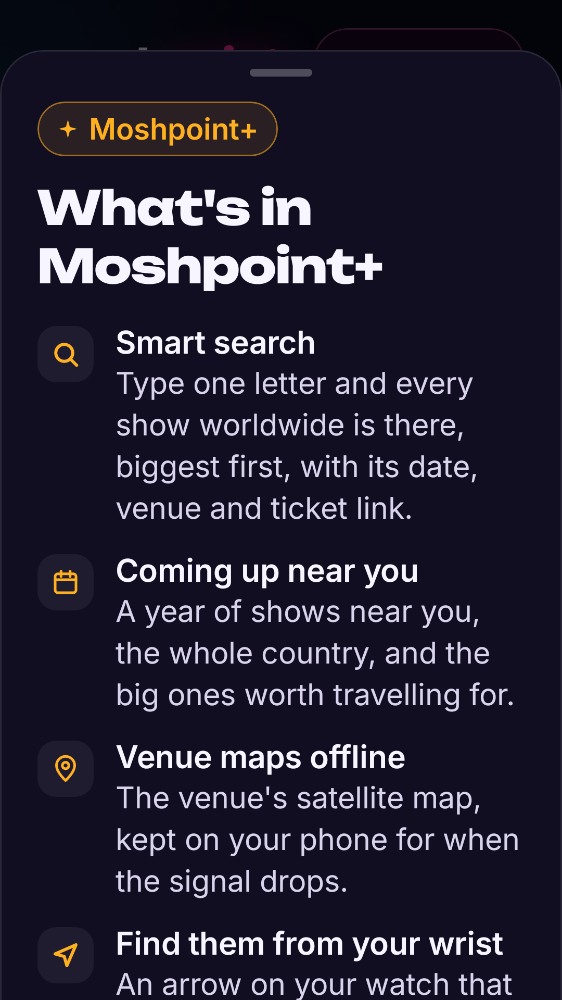 Moshpoint+
What's in
Moshpoint+
Smart search
Type one letter and every
show worldwide is there,
biggest first, with its date,
venue and ticket link.
Coming up near you
A year of shows near you,
the whole country, and the
big ones worth travelling for.
Venue maps offline
The venue's satellite map,
kept on your phone for when
the signal drops.
Find them from your wrist
An arrow on your watch that